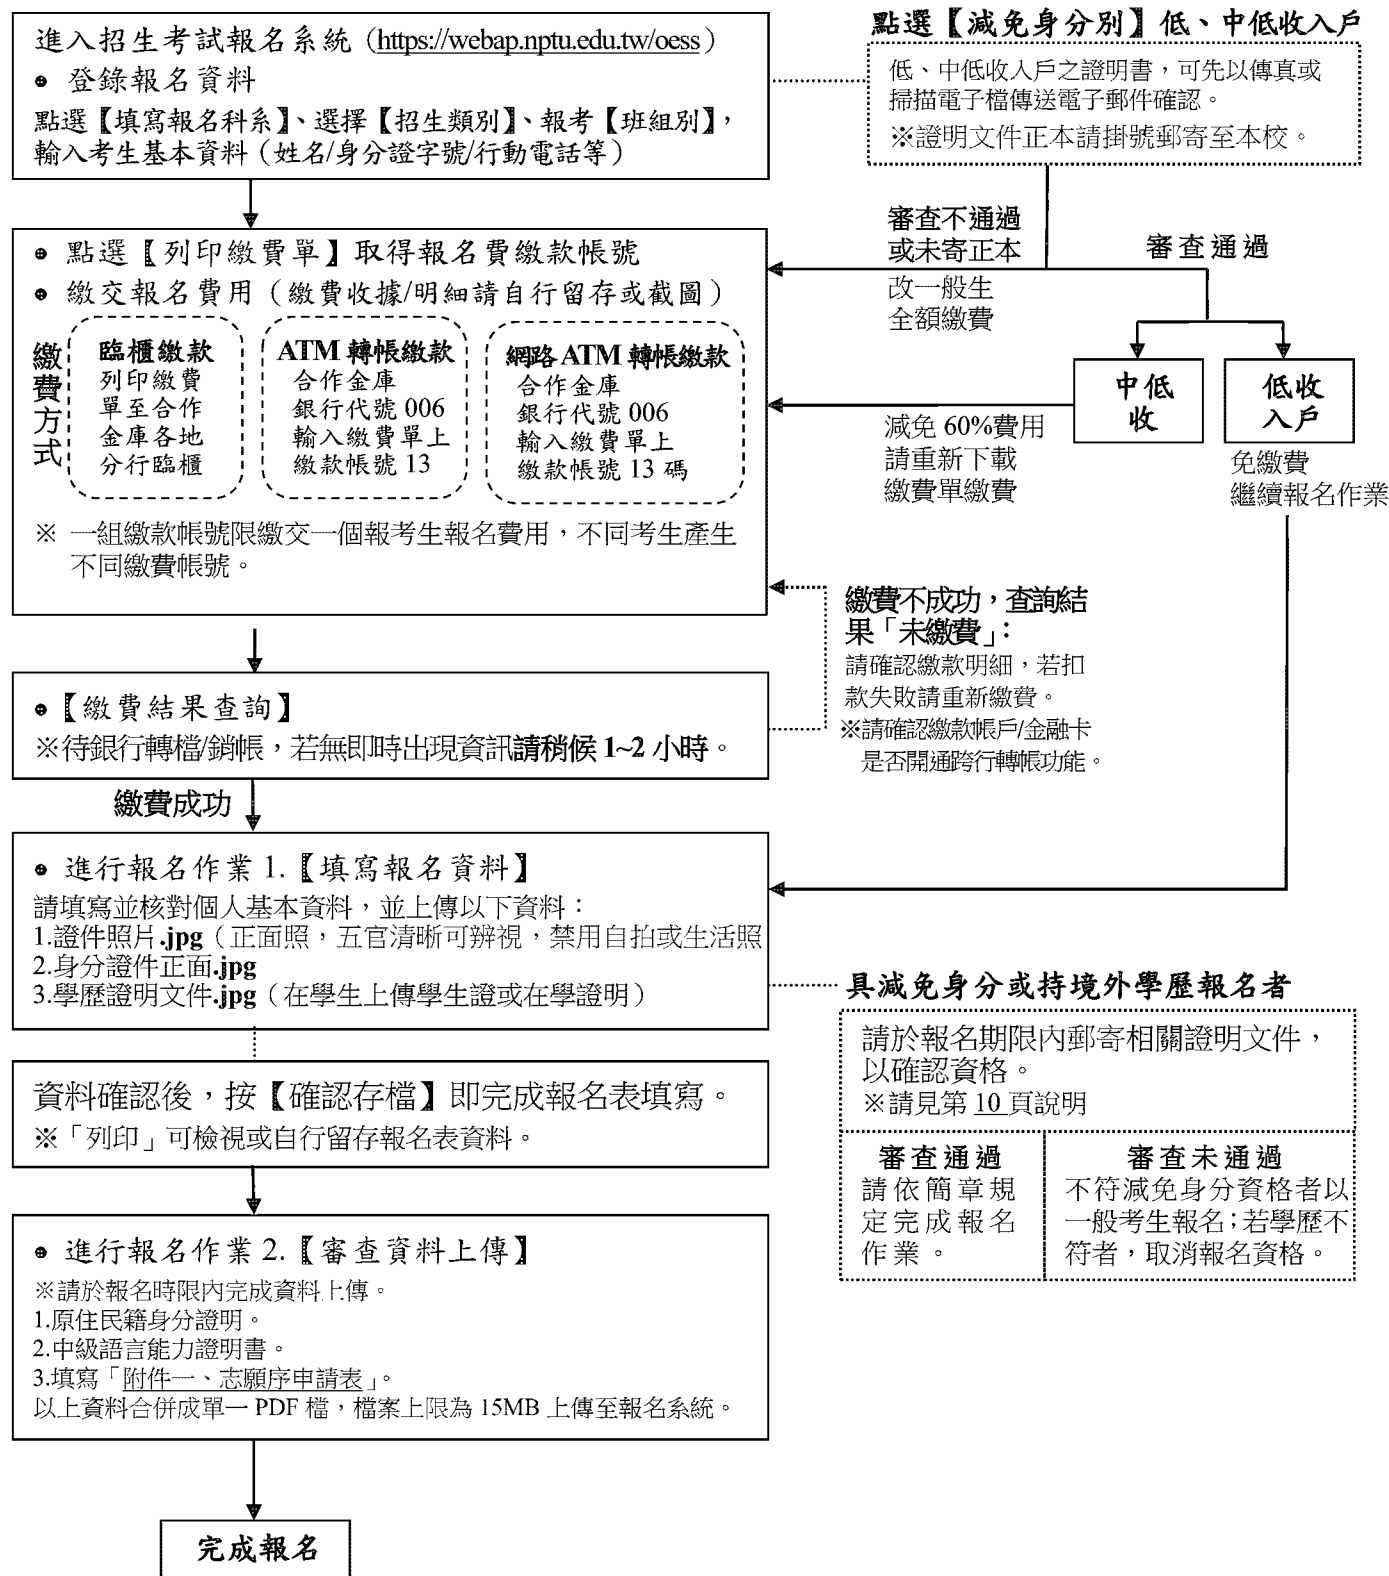 進入招生考試報名系統（https://webap.nptu.edu.tw/oess）
● 登錄報名資料
點選【填寫報名科系】、選擇【招生類別】、報考【班組別】，
輸入考生基本資料（姓名/身分證字號/行動電話等）
點選【減免身分別】低、中低收入戶
低、中低收入戶之證明書，可先以傳真或
掃描電子檔傳送電子郵件確認。
※證明文件正本請掛號郵寄至本校。
審查不通過
或未寄正本
改一般生
全額繳費
審查通過
中低
收
低收
入戶
減免 60%費用
請重新下載
繳費單繳費
免繳費
繼續報名作業
● 點選【列印繳費單】取得報名費繳款帳號
● 繳交報名費用（繳費收據/明細請自行留存或截圖）
繳費方式
臨櫃繳款
列印繳費
單至合作
金庫各地
分行臨櫃
ATM 轉帳繳款
合作金庫
銀行代號 006
輸入繳費單上
繳款帳號 13
網路 ATM 轉帳繳款
合作金庫
銀行代號 006
輸入繳費單上
繳款帳號 13 碼
※ 一組繳款帳號限繳交一個報考生報名費用，不同考生產生
不同繳費帳號。
繳費不成功，查詢結
果「未繳費」：
請確認繳款明細，若扣
款失敗請重新繳費。
※請確認繳款帳戶/金融卡
是否開通跨行轉帳功能。
●【繳費結果查詢】
※待銀行轉檔/銷帳，若無即時出現資訊請稍候 1~2 小時。
繳費成功
● 進行報名作業 1.【填寫報名資料】
請填寫並核對個人基本資料，並上傳以下資料：
1.證件照片.jpg（正面照，五官清晰可辨視，禁用自拍或生活照
2.身分證件正面.jpg
3.學歷證明文件.jpg（在學生上傳學生證或在學證明）
具減免身分或持境外學歷報名者
請於報名期限內郵寄相關證明文件，
以確認資格。
※請見第 10 頁說明
審查通過
請依簡章規
定完成報名
作業。
審查未通過
不符減免身分資格者以
一般考生報名；若學歷不
符者，取消報名資格。
資料確認後，按【確認存檔】即完成報名表填寫。
※「列印」可檢視或自行留存報名表資料。
● 進行報名作業 2.【審查資料上傳】
※請於報名時限內完成資料上傳。
1.原住民籍身分證明。
2.中級語言能力證明書。
3.填寫「附件一、志願序申請表」。
以上資料合併成單一 PDF 檔，檔案上限為 15MB 上傳至報名系統。
完成報名